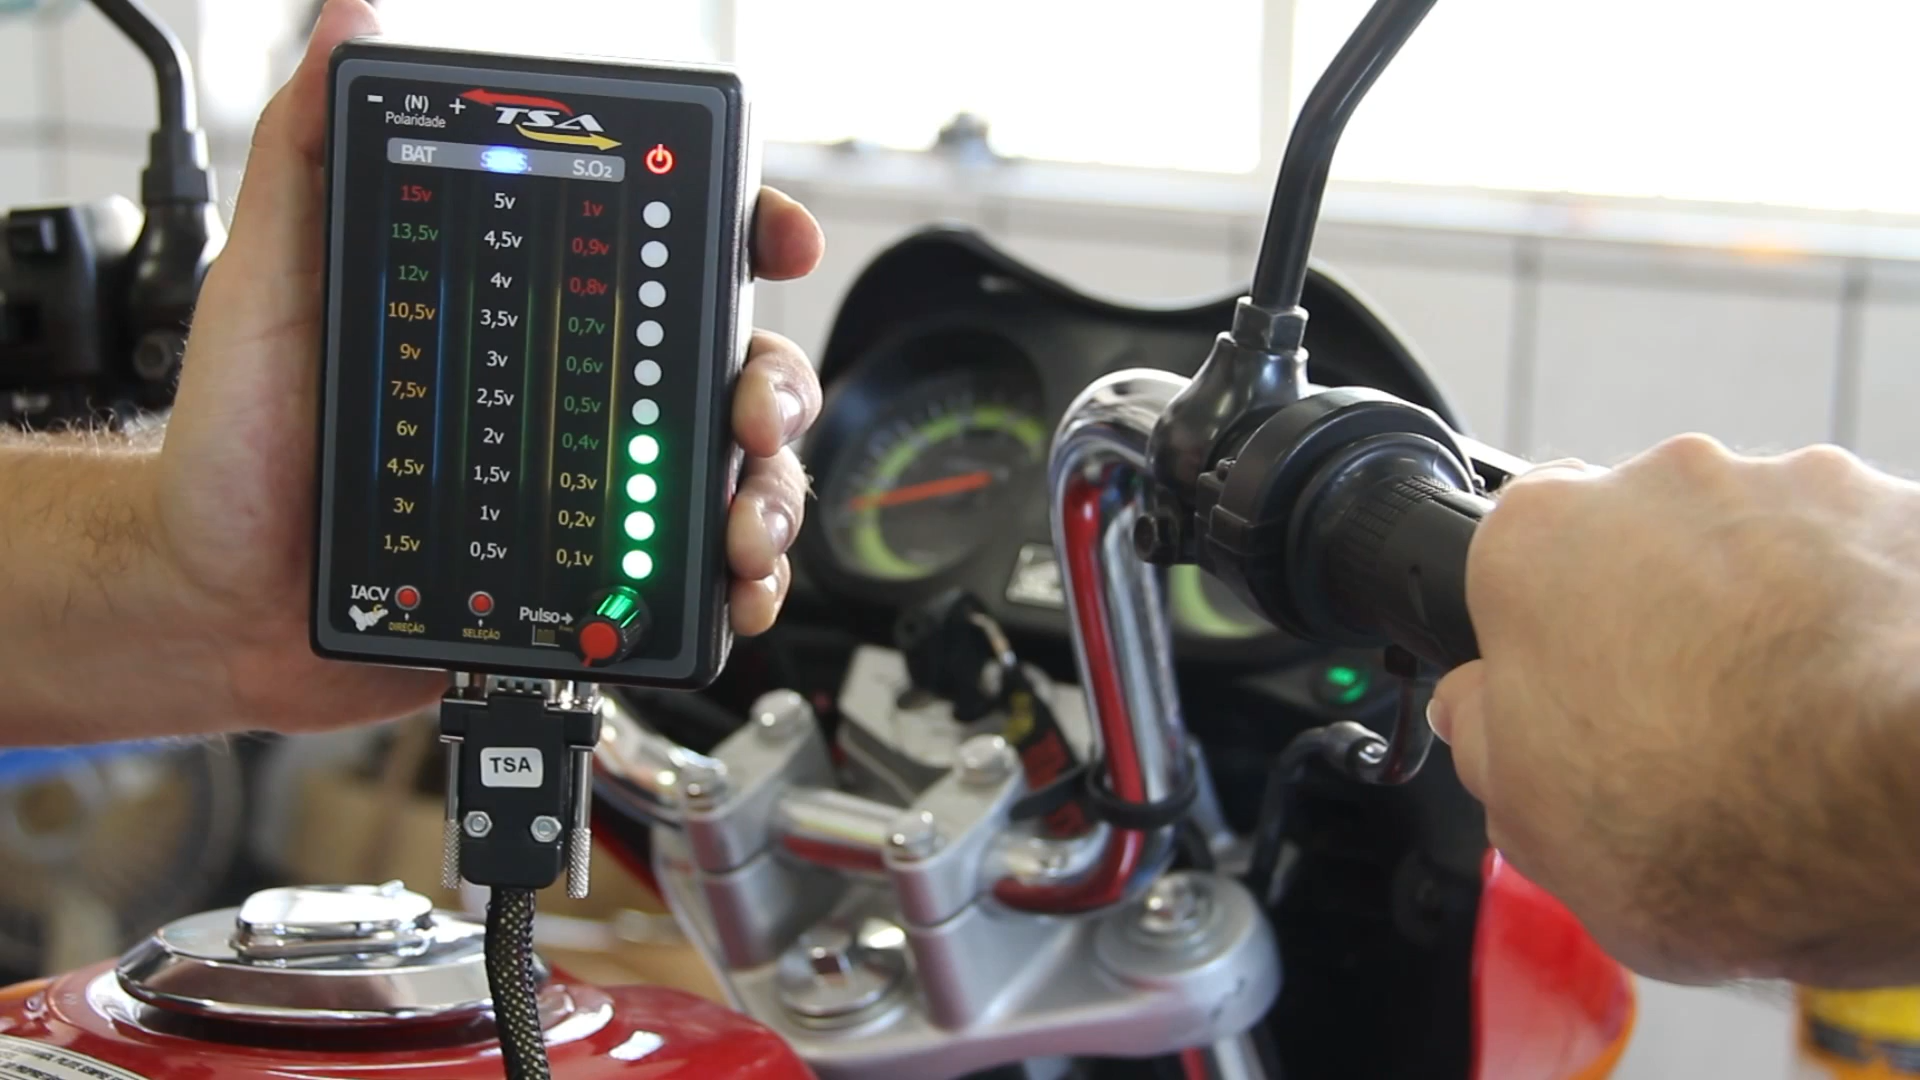 - (N) +
Polaridade
TSA
BAT S.O2
15v 5v 1v
13,5v 4,5v 0,9v
12v 4v 0,8v
10,5v 3,5v 0,7v
9v 3v 0,6v
7,5v 2,5v 0,5v
6v 2v 0,4v
4,5v 1,5v 0,3v
3v 1v 0,2v
1,5v 0,5v 0,1v
IACV Pulso
DIREÇÃO SELEÇÃO
TSA